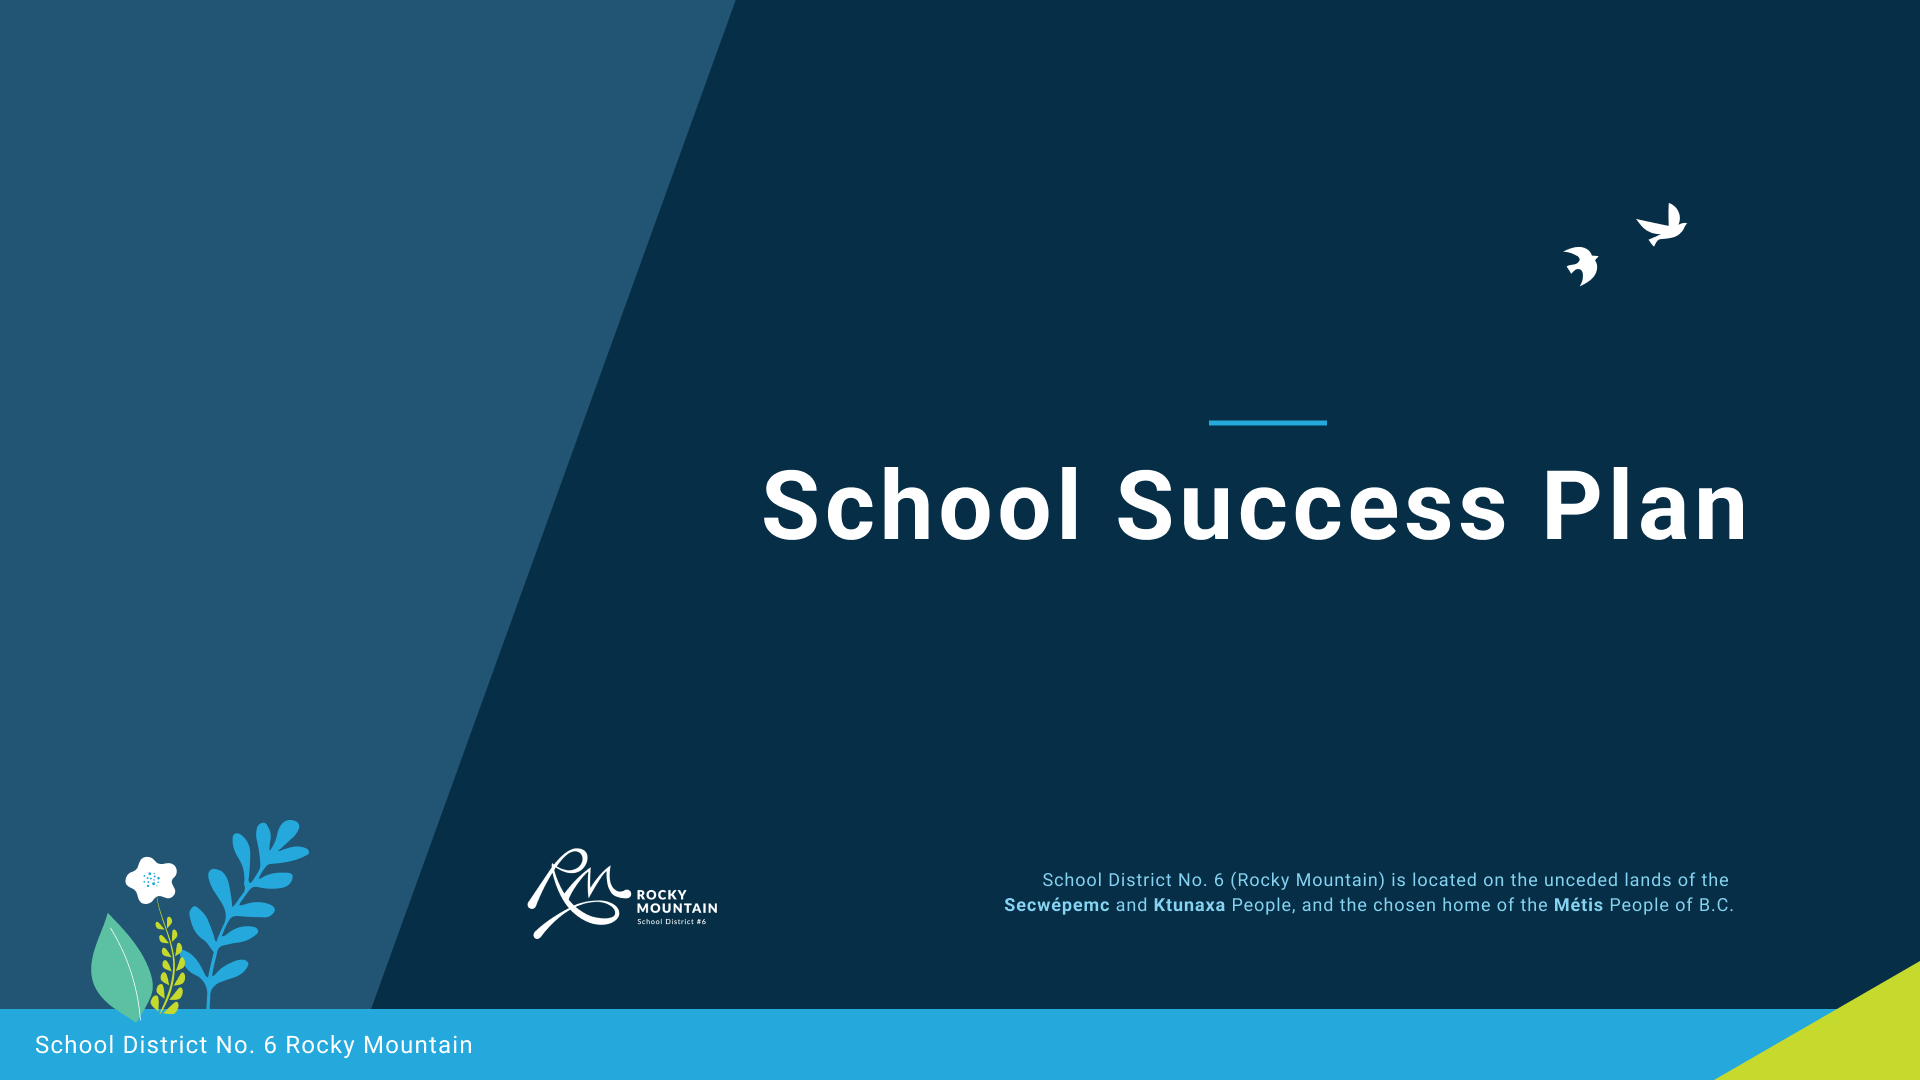 School Success Plan
RM
ROCKY
MOUNTAIN
School District #6
School District No. 6 (Rocky Mountain) is located on the unceded lands of the
Secwépemc and Ktunaxa People, and the chosen home of the Métis People of B.C.
School District No. 6 Rocky Mountain